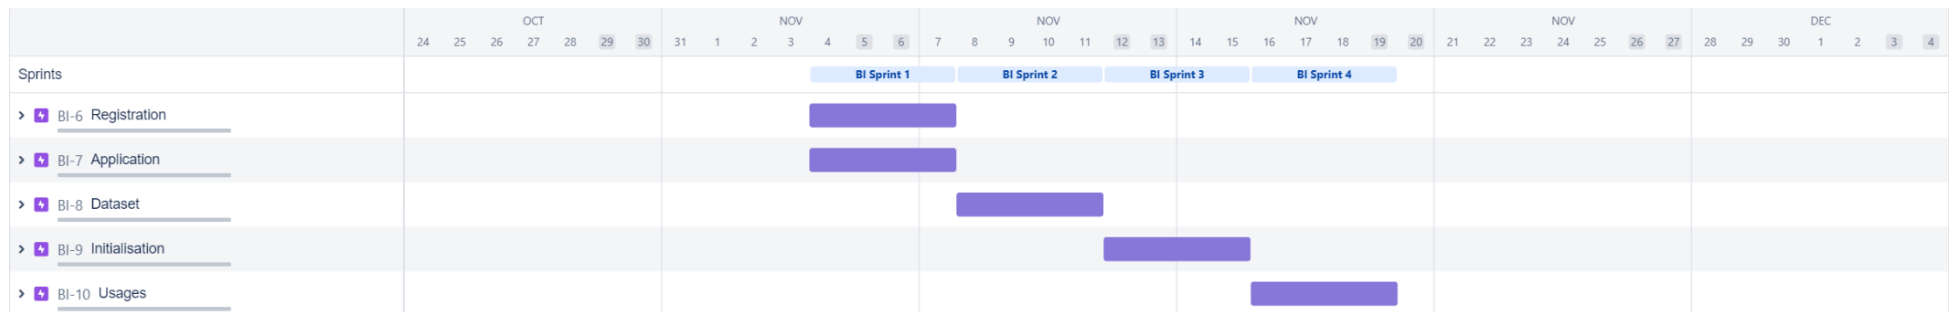 OCT NOV NOV NOV NOV DEC
24 25 26 27 28 29 30 31 1 2 3 4 5 6 7 8 9 10 11 12 13 14 15 16 17 18 19 20 21 22 23 24 25 26 27 28 29 30 1 2 3 4
Sprints BI Sprint 1 BI Sprint 2 BI Sprint 3 BI Sprint 4
BI-6 Registration
BI-7 Application
BI-8 Dataset
BI-9 Initialisation
BI-10 Usages